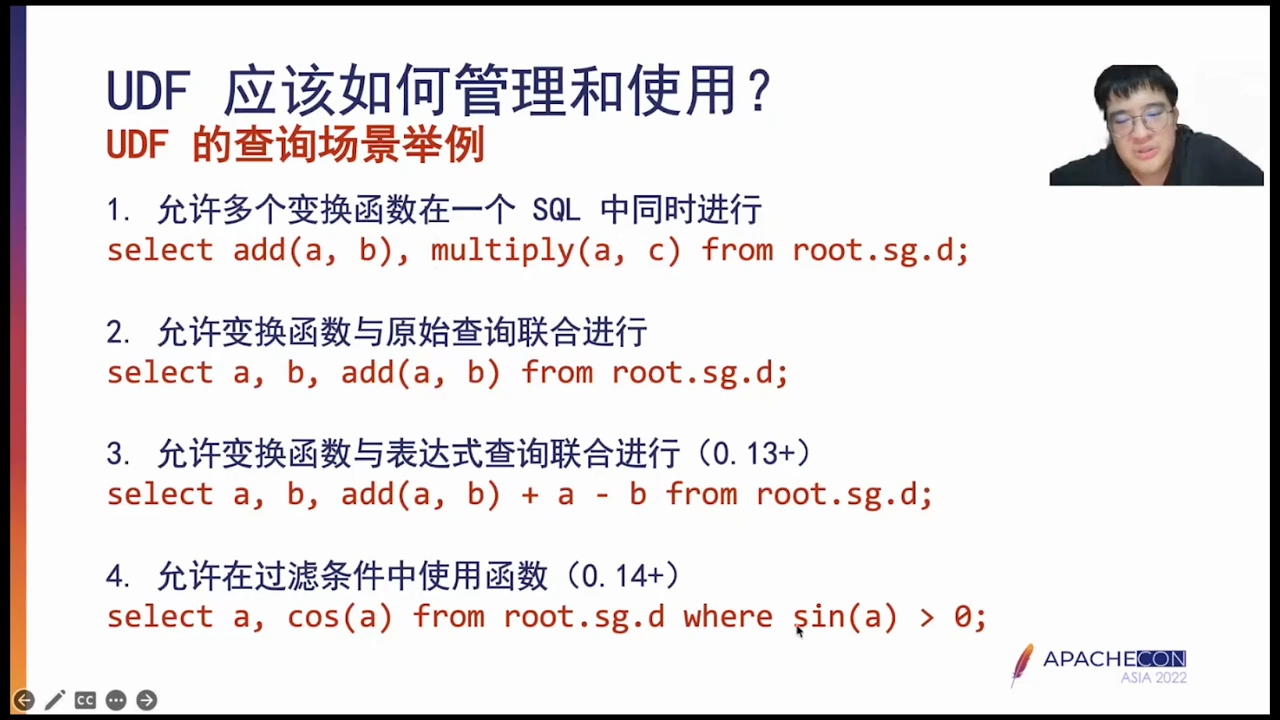 UDF 应该如何管理和使用？
UDF 的查询场景举例
1. 允许多个变换函数在一个 SQL 中同时进行
select add(a, b), multiply(a, c) from root.sg.d;
2. 允许变换函数与原始查询联合进行
select a, b, add(a, b) from root.sg.d;
3. 允许变换函数与表达式查询联合进行（0.13+）
select a, b, add(a, b) + a - b from root.sg.d;
4. 允许在过滤条件中使用函数（0.14+）
select a, cos(a) from root.sg.d where sin(a) > 0;
APACHECON
ASIA 2022
CC